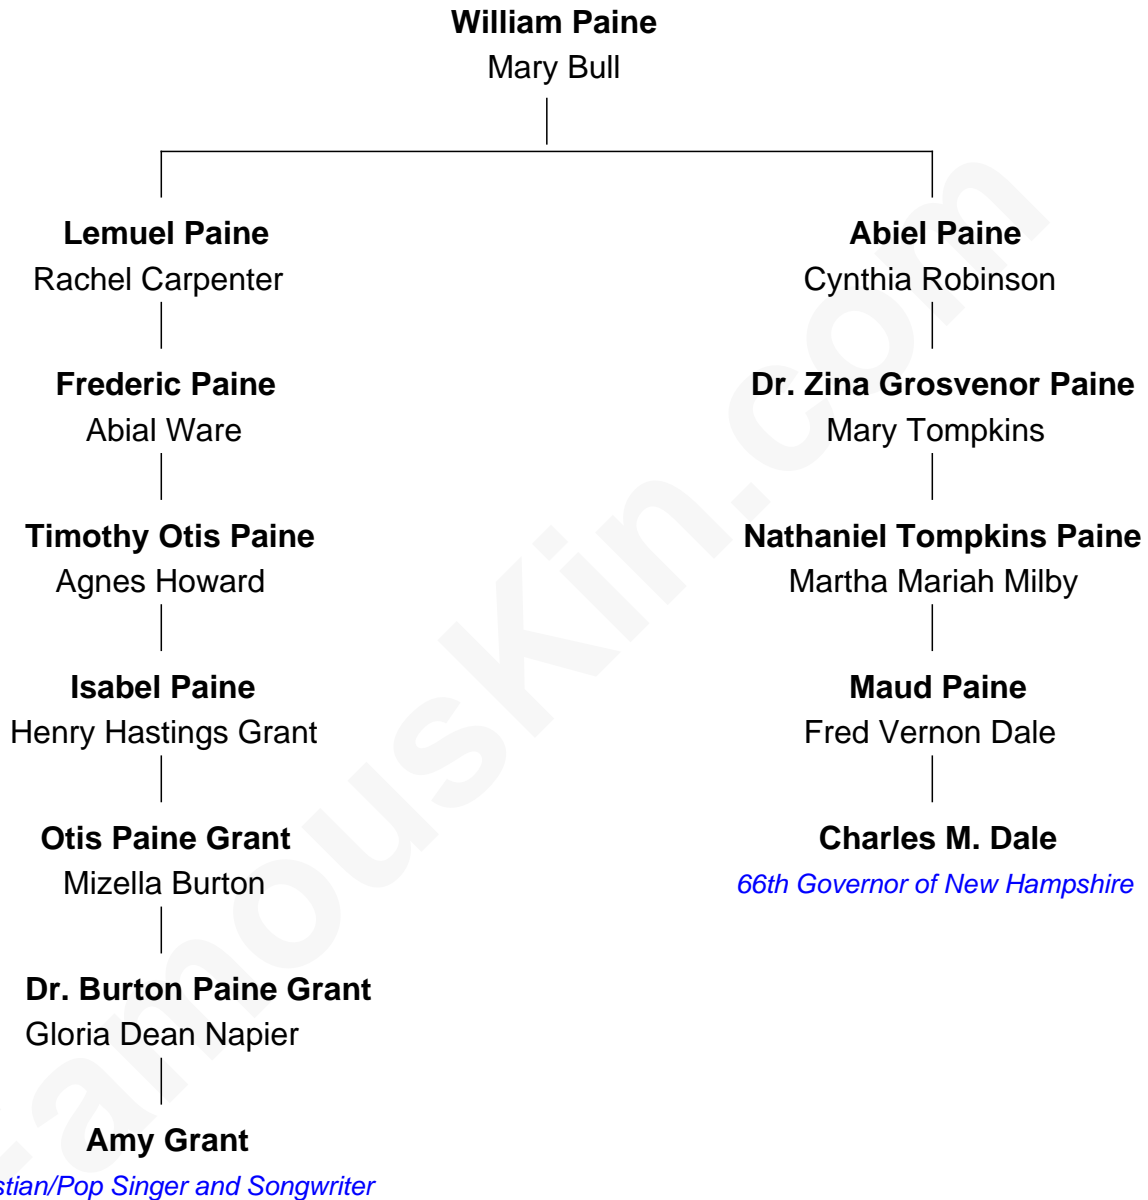 William Paine
Mary Bull
Lemuel Paine
Rachel Carpenter
Abiel Paine
Cynthia Robinson
Frederic Paine
Abial Ware
Dr. Zina Grosvenor Paine
Mary Tompkins
Timothy Otis Paine
Agnes Howard
Nathaniel Tompkins Paine
Martha Mariah Milby
Isabel Paine
Henry Hastings Grant
Maud Paine
Fred Vernon Dale
Otis Paine Grant
Mizella Burton
Charles M. Dale
66th Governor of New Hampshire
Dr. Burton Paine Grant
Gloria Dean Napier
Amy Grant
stian/Pop Singer and Songwriter
-amousKin.com